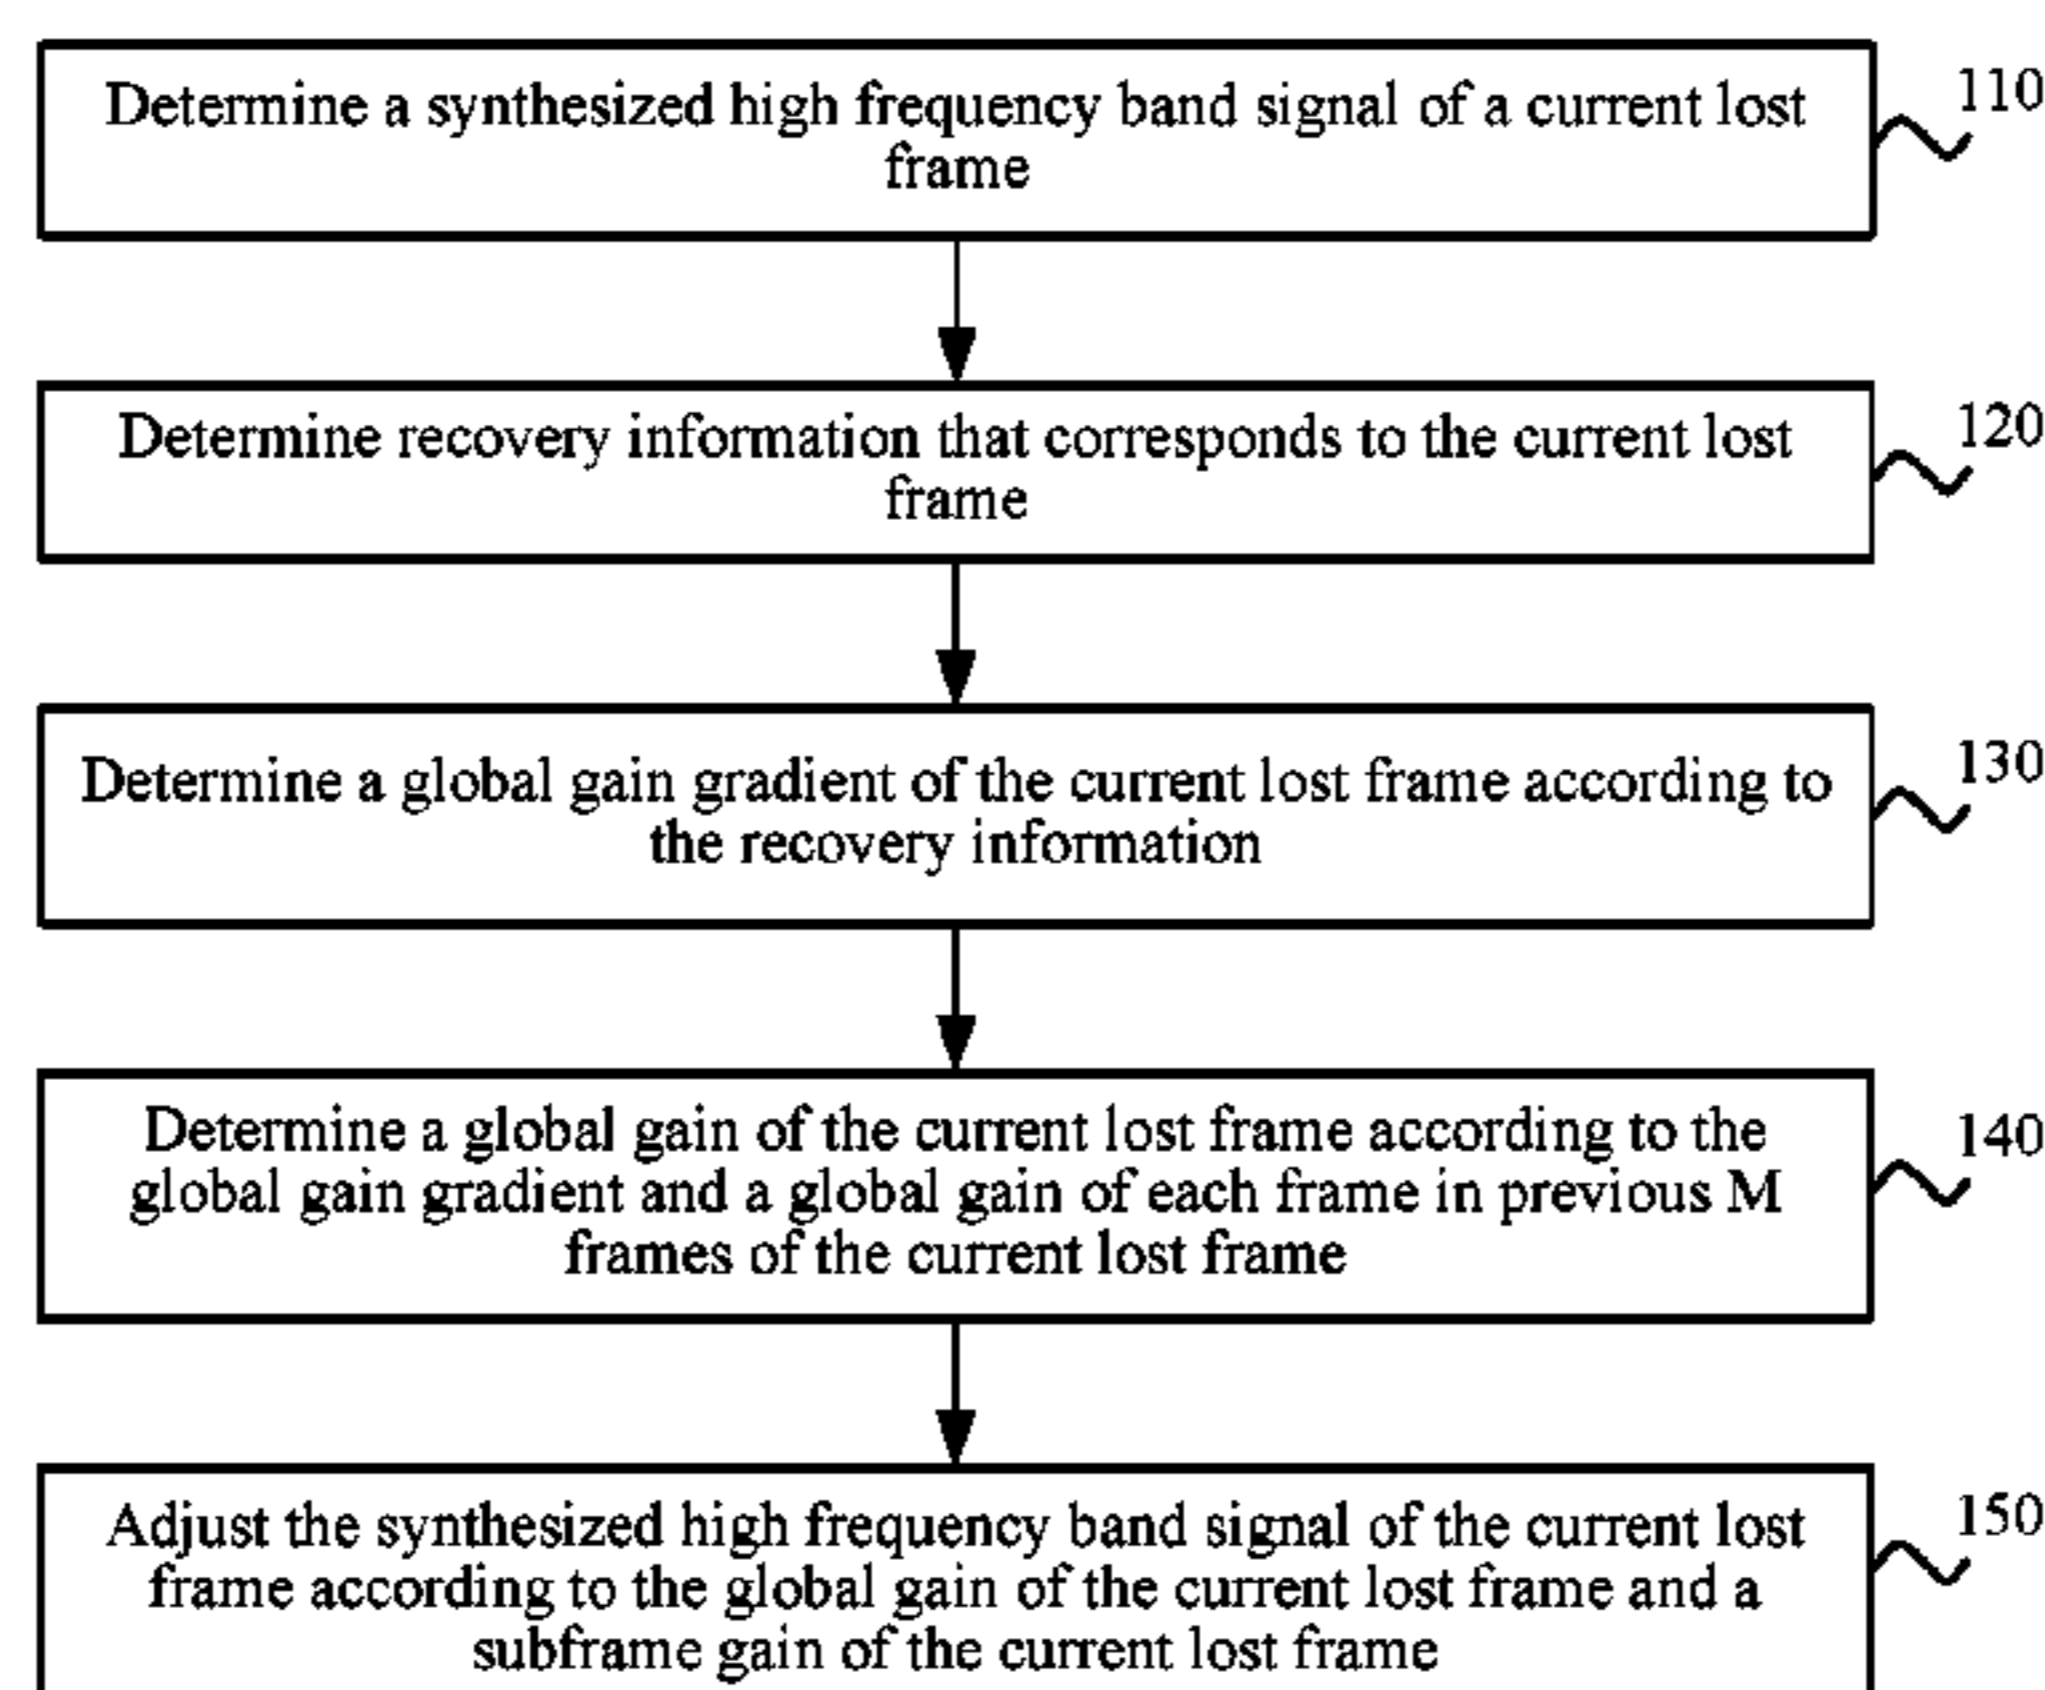 Determine a synthesized high frequency band signal of a current lost
frame
110
Determine recovery information that corresponds to the current lost
frame
120
Determine a global gain gradient of the current lost frame according to
the recovery information
130
Determine a global gain of the current lost frame according to the
global gain gradient and a global gain of each frame in previous M
frames of the current lost frame
140
Adjust the synthesized high frequency band signal of the current lost
frame according to the global gain of the current lost frame and a
subframe gain of the current lost frame
150